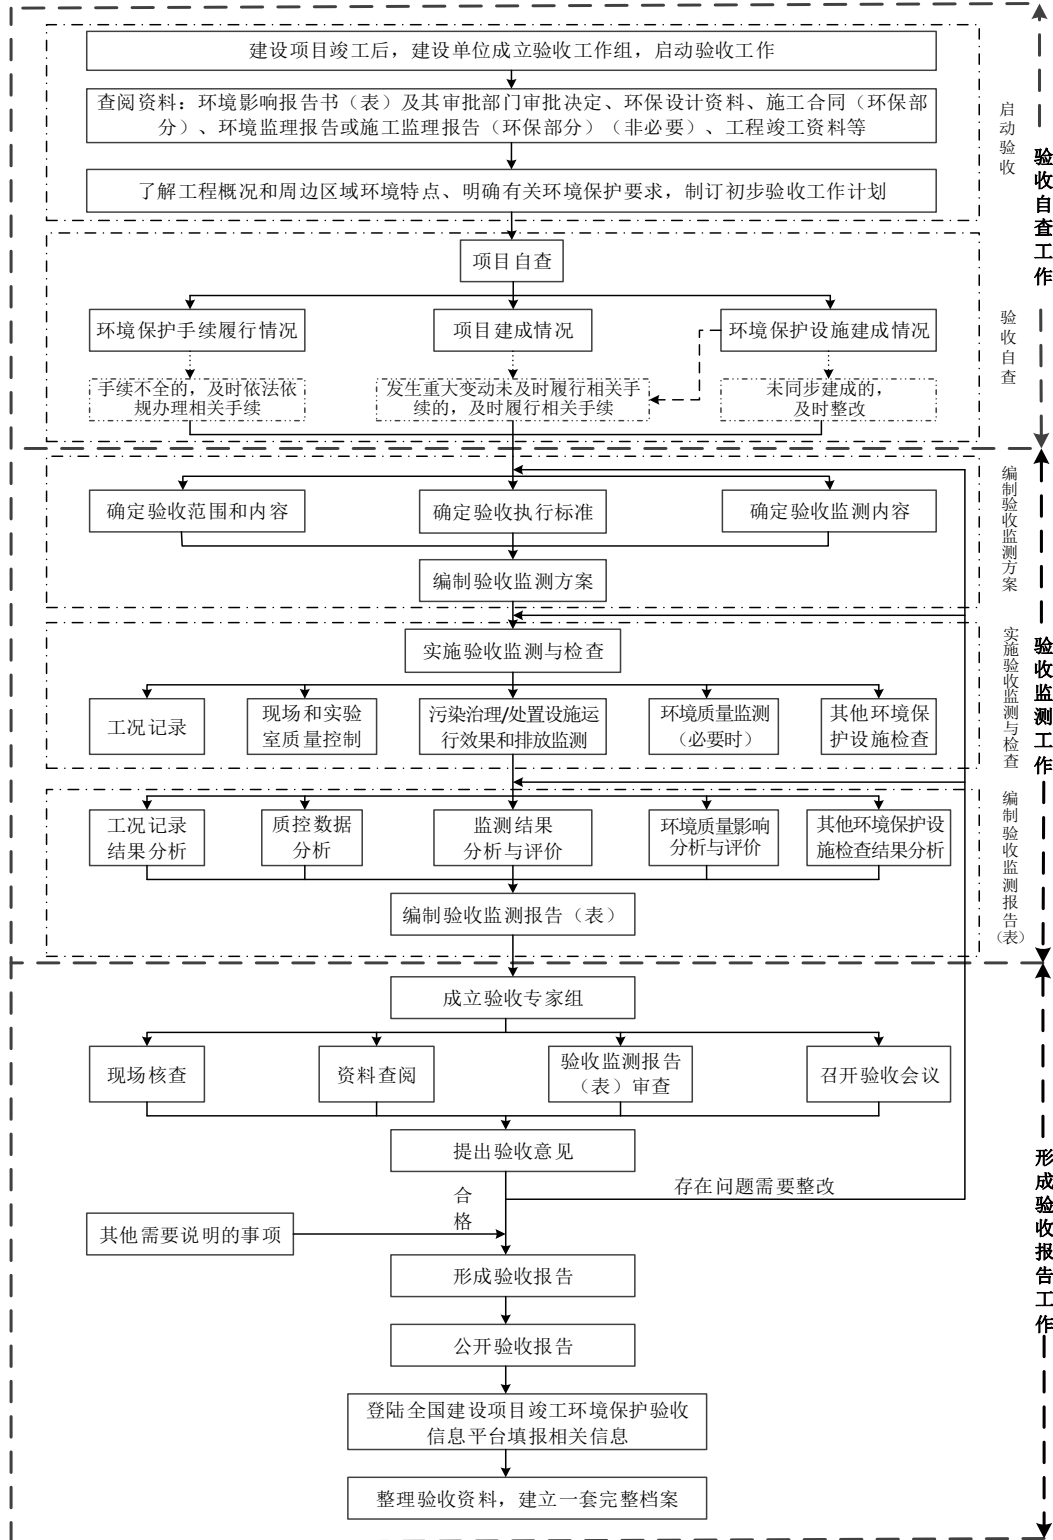 建设项目竣工后，建设单位成立验收工作组，启动验收工作
查阅资料：环境影响报告书（表）及其审批部门审批决定、环保设计资料、施工合同（环保部
分）、环境监理报告或施工监理报告（环保部分）（非必要）、工程竣工资料等
了解工程概况和周边区域环境特点、明确有关环境保护要求，制订初步验收工作计划
启动验收
验收自查工作
项目自查
环境保护手续履行情况
项目建成情况
环境保护设施建成情况
手续不全的，及时依法依
规办理相关手续
发生重大变动未及时履行相关手
续的，及时履行相关手续
未同步建成的，
及时整改
验收自查
确定验收范围和内容
确定验收执行标准
确定验收监测内容
编制验收监测方案
编制验收监测方案
实施验收监测与检查
工况记录
现场和实验
室质量控制
污染治理/处置设施运
行效果和排放监测
环境质量监测
（必要时）
其他环境保
护设施检查
实施验收监测与检查
验收监测工作
工况记录
结果分析
质控数据
分析
监测结果
分析与评价
环境质量影响
分析与评价
其他环境保护设
施检查结果分析
编制验收监测报告（表）
编制验收监测报告（表）
成立验收专家组
现场核查
资料查阅
验收监测报告
（表）审查
召开验收会议
提出验收意见
合格
存在问题需要整改
其他需要说明的事项
形成验收报告
公开验收报告
登陆全国建设项目竣工环境保护验收
信息平台填报相关信息
整理验收资料，建立一套完整档案
形成验收报告工作